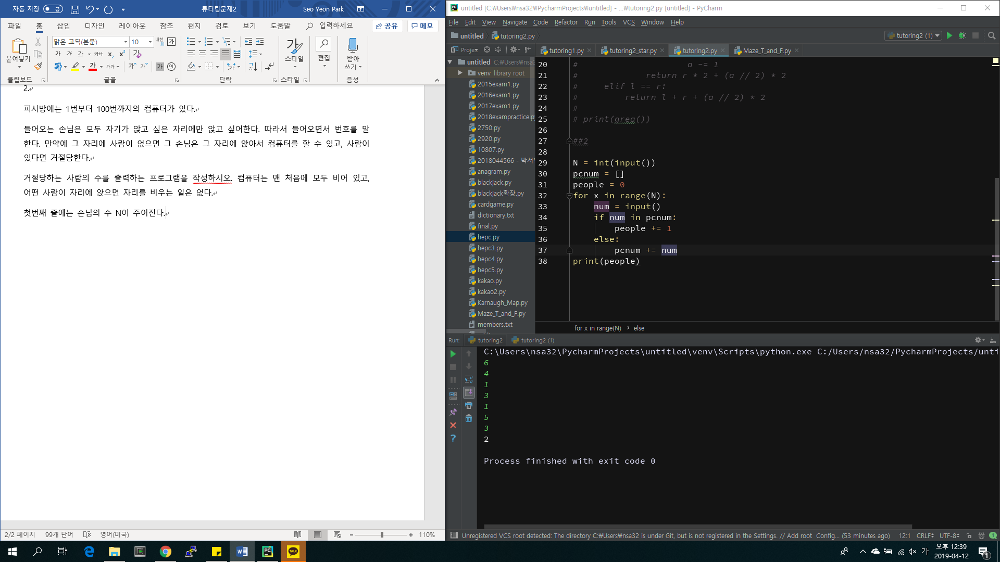 자동 저장 끔
튜터링문제2
Seo Yeon Park
파일 홈 삽입 디자인 레이아웃 참조 편지 검토 보기 도움말 입력하세요 공유 메모
붙여넣기
맑은 고딕(본문) 10
스타일
편집
받아쓰기
클립보드 글꼴 단락 스타일 음성
2.
피시방에는 1번부터 100번까지의 컴퓨터가 있다.
들어오는 손님은 모두 자기가 앉고 싶은 자리에만 앉고 싶어한다. 따라서 들어오면서 번호를 말
한다. 만약에 그 자리에 사람이 없으면 그 손님은 그 자리에 앉아서 컴퓨터를 할 수 있고, 사람이
있다면 거절당한다.
거절당하는 사람의 수를 출력하는 프로그램을 작성하시오. 컴퓨터는 맨 처음에 모두 비어 있고,
어떤 사람이 자리에 앉으면 자리를 비우는 일은 없다.
첫번째 줄에는 손님의 수 N이 주어진다.
2/2 페이지 99개 단어 영어(미국) 110%
untitled [C:₩Users₩nsa32₩PycharmProjects₩untitled] - ...₩tutoring2.py [untitled] - PyCharm
File Edit View Navigate Code Refactor Run Tools VCS Window Help
untitled tutoring2.py tutoring2 (1)
Proje tutoring1.py tutoring2_star.py tutoring2.py Maze_T_and_F.py
untitled C:₩Users₩nsa3
venv library root
2015exam1.py
2016exam1.py
2017exam1.py
2018exampractice.p
2750.py
2920.py
10807.py
2018044566 - 박서
anagram.py
blackjack.py
blackjack확장.py
cardgame.py
dictionary.txt
final.py
hepc.py
hepc3.py
hepc4.py
hepc5.py
kakao.py
kakao2.py
Karnaugh_Map.py
Maze_T_and_F.py
members.txt
20 # a -= 1
21 # return r * 2 + (a // 2) * 2
22 # elif l == r:
23 # return l + r + (a // 2) * 2
24 #
25 # print(grea())
26
27 ##2
28
29 N = int(input())
30 pcnum = []
31 people = 0
32 for x in range(N):
33 num = input()
34 if num in pcnum:
35 people += 1
36 else:
37 pcnum += num
38 print(people)
for x in range(N) › else
Run: tutoring2 tutoring2 (1)
C:\Users\nsa32\PycharmProjects\untitled\venv\Scripts\python.exe C:/Users/nsa32/PycharmProjects/unti
6
4
1
3
1
5
3
2
Process finished with exit code 0
Unregistered VCS root detected: The directory C:₩Users₩nsa32 is under Git, but is not registered in the Settings. // Add root Config... (53 minutes ago) 12:1 CRLF UTF-8 1
TALK
가 오후 12:39
2019-04-12
1